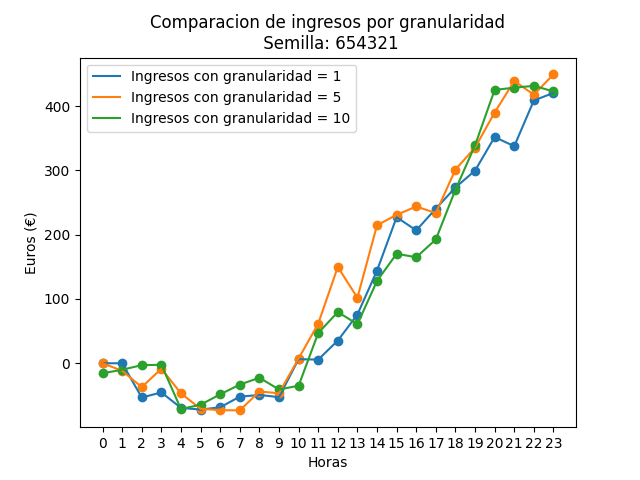 Comparacion de ingresos por granularidad
Semilla: 654321
Ingresos con granularidad = 1
Ingresos con granularidad = 5
Ingresos con granularidad = 10
400
300
200
100
0
Euros (€)
0 1 2 3 4 5 6 7 8 9 10 11 12 13 14 15 16 17 18 19 20 21 22 23
Horas